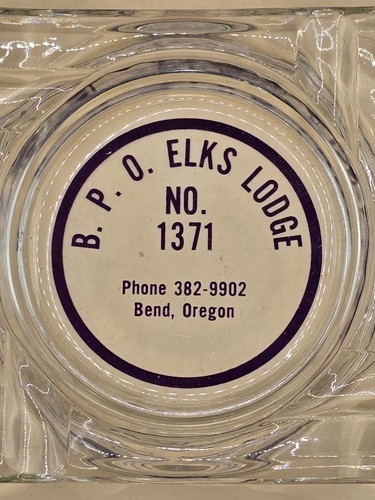 B. P. O. ELKS LODGE
NO.
1371
Phone 382-9902
Bend, Oregon